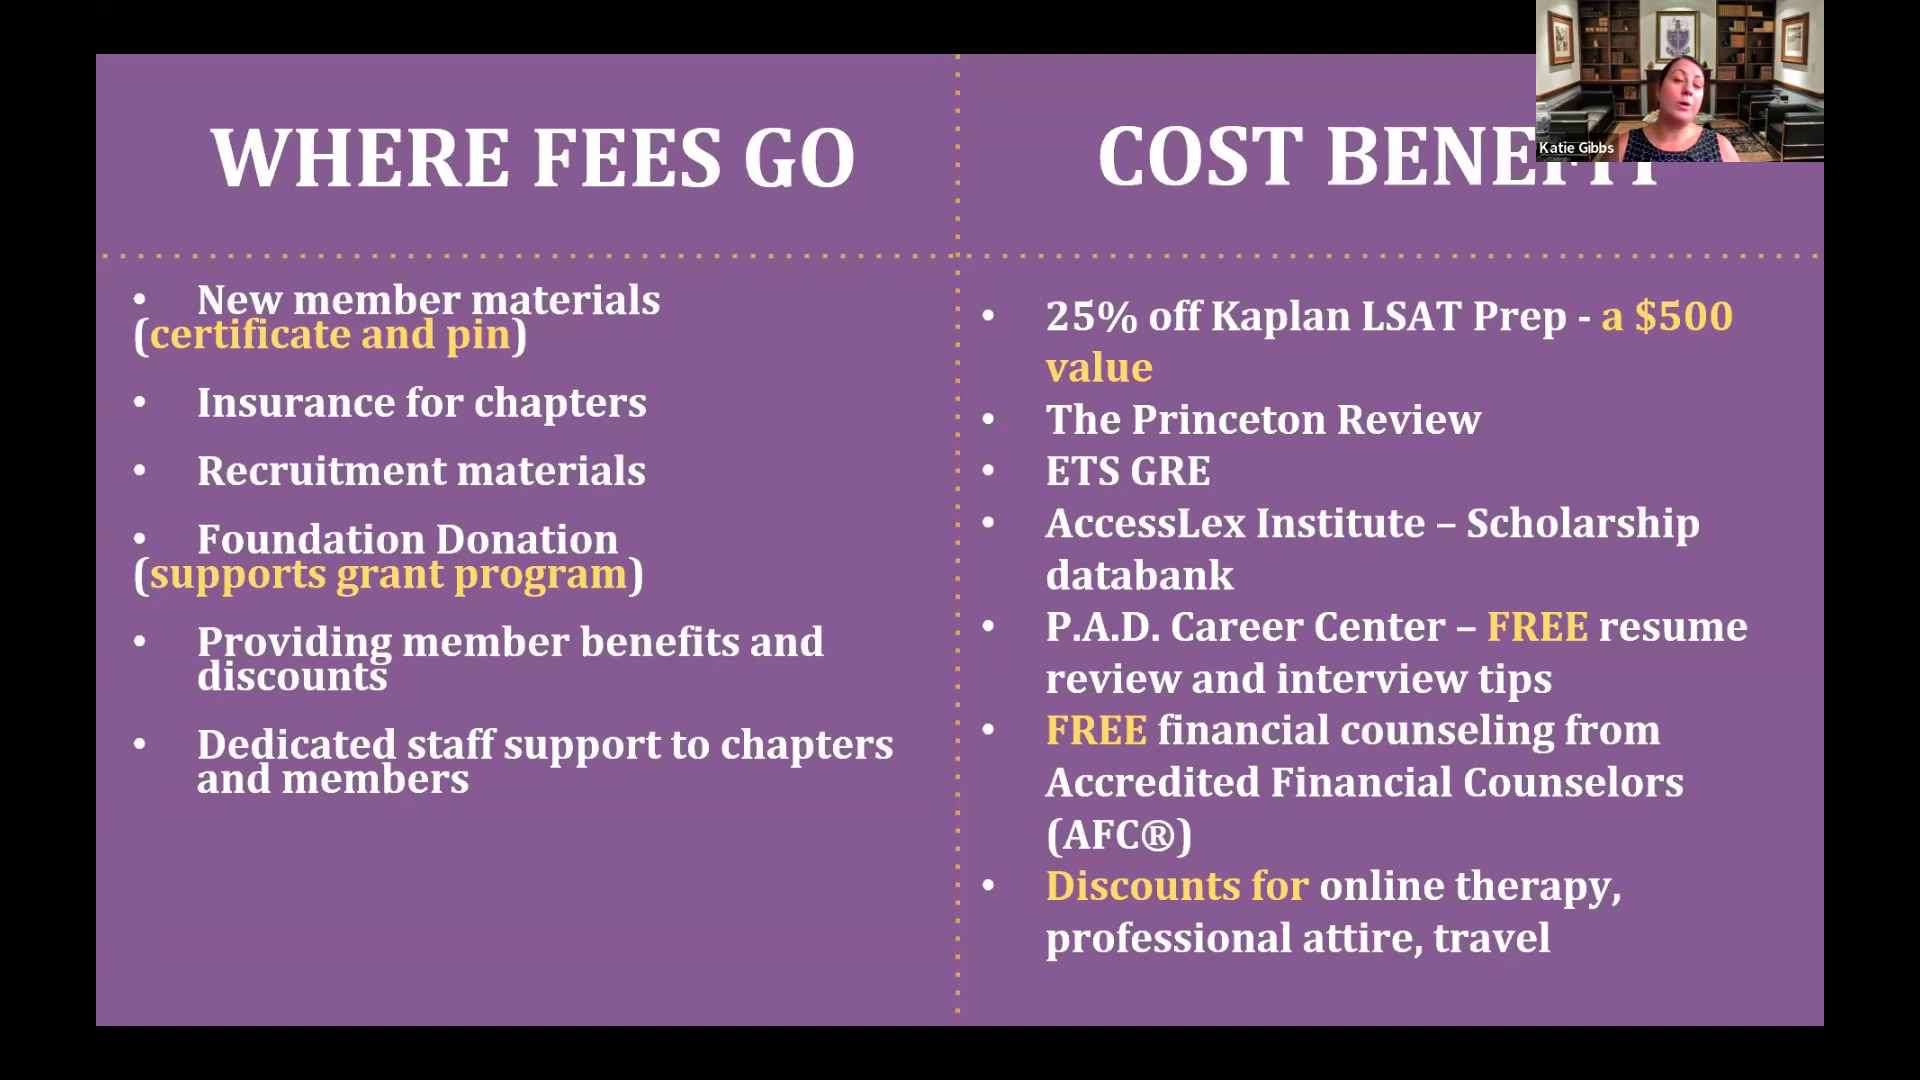 WHERE FEES GO
• New member materials
(certificate and pin)
• Insurance for chapters
• Recruitment materials
• Foundation Donation
(supports grant program)
• Providing member benefits and
discounts
• Dedicated staff support to chapters
and members
COST BENEFIT
• 25% off Kaplan LSAT Prep - a $500
value
• The Princeton Review
• ETS GRE
• AccessLex Institute – Scholarship
databank
• P.A.D. Career Center – FREE resume
review and interview tips
• FREE financial counseling from
Accredited Financial Counselors
(AFC®)
• Discounts for online therapy,
professional attire, travel
Katie Gibbs